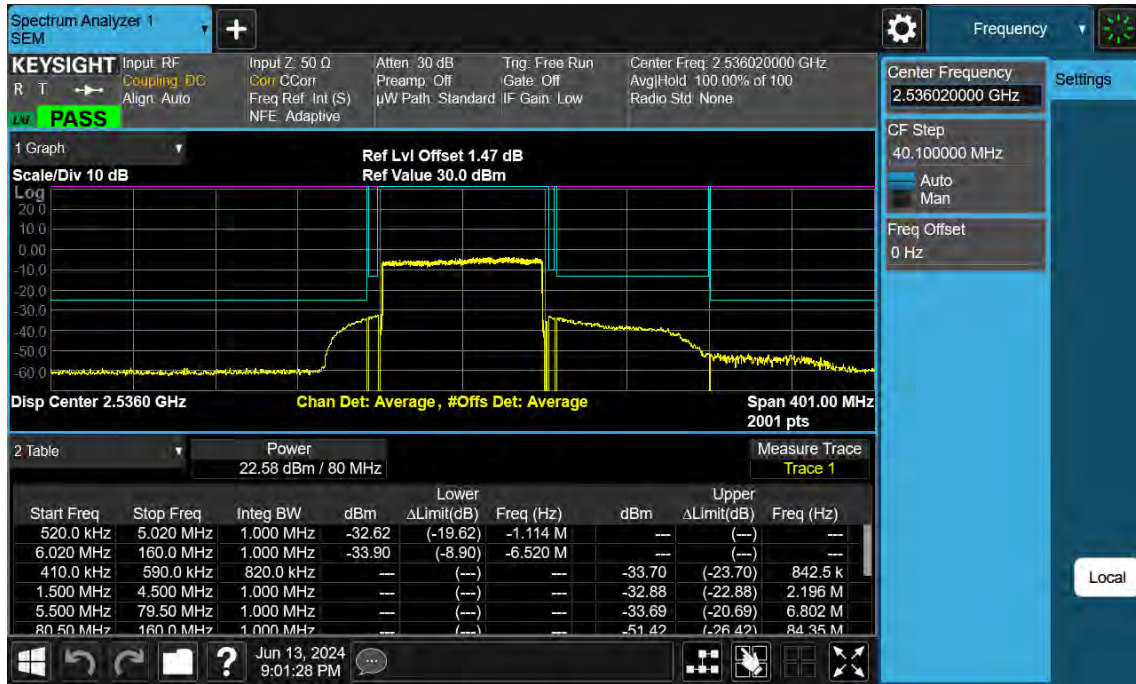 Spectrum Analyzer 1
SEM
+
Frequency
KEYSIGHT
R T
PASS
Input: RF
Coupling: DC
Align: Auto
Input Z: 50 Ω
Corr CCorr
Freq Ref: Int (S)
NFE: Adaptive
Atten: 30 dB
Preamp: Off
µW Path: Standard
Trig: Free Run
Gate: Off
IF Gain: Low
Center Freq: 2.536020000 GHz
Avg|Hold: 100.00% of 100
Radio Std: None
Center Frequency
2.536020000 GHz
Settings
CF Step
40.100000 MHz
Auto
Man
Freq Offset
0 Hz
Local
1 Graph
Scale/Div 10 dB
Ref Lvl Offset 1.47 dB
Ref Value 30.0 dBm
Log
20.0
10.0
0.00
-10.0
-20.0
-30.0
-40.0
-50.0
-60.0
Disp Center 2.5360 GHz
Chan Det: Average , #Offs Det: Average
Span 401.00 MHz
2001 pts
2 Table
Power
22.58 dBm / 80 MHz
Measure Trace
Trace 1
Lower Upper
Start Freq Stop Freq Integ BW dBm ΔLimit(dB) Freq (Hz) dBm ΔLimit(dB) Freq (Hz)
520.0 kHz 5.020 MHz 1.000 MHz -32.62 (-19.62) -1.114 M --- (---) ---
6.020 MHz 160.0 MHz 1.000 MHz -33.90 (-8.90) -6.520 M --- (---) ---
410.0 kHz 590.0 kHz 820.0 kHz --- (---) --- -33.70 (-23.70) 842.5 k
1.500 MHz 4.500 MHz 1.000 MHz --- (---) --- -32.88 (-22.88) 2.196 M
5.500 MHz 79.50 MHz 1.000 MHz --- (---) --- -33.69 (-20.69) 6.802 M
80.50 MHz 160.0 MHz 1.000 MHz --- (---) --- -51.42 (-26.42) 84.35 M
?
Jun 13, 2024
9:01:28 PM